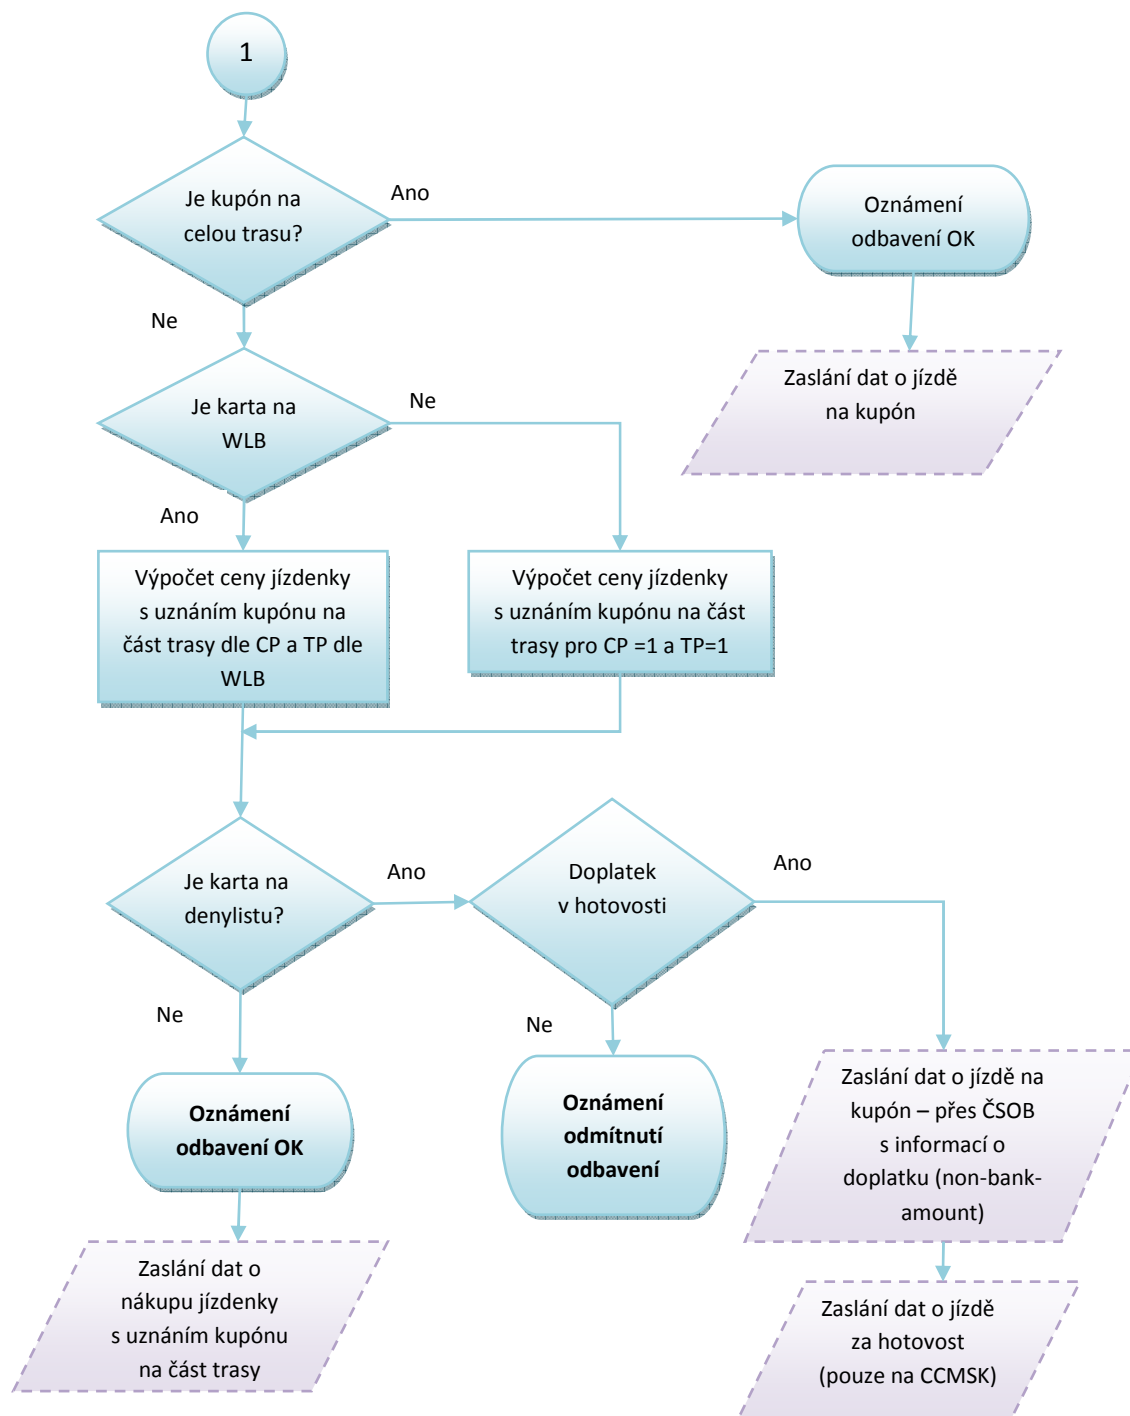 1
Je kupón na
celou trasu?
Ano
Oznámení
odbavení OK
Ne
Zaslání dat o jízdě
na kupón
Je karta na
WLB
Ne
Ano
Výpočet ceny jízdenky
s uznáním kupónu na
část trasy dle CP a TP dle
WLB
Výpočet ceny jízdenky
s uznáním kupónu na část
trasy pro CP =1 a TP=1
Je karta na
denylistu?
Ano
Doplatek
v hotovosti
Ano
Ne
Ne
Oznámení
odbavení OK
Oznámení
odmítnutí
odbavení
Zaslání dat o jízdě na
kupón – přes ČSOB
s informací o
doplatku (non-bank-
amount)
Zaslání dat o
nákupu jízdenky
s uznáním kupónu
na část trasy
Zaslání dat o jízdě
za hotovost
(pouze na CCMSK)